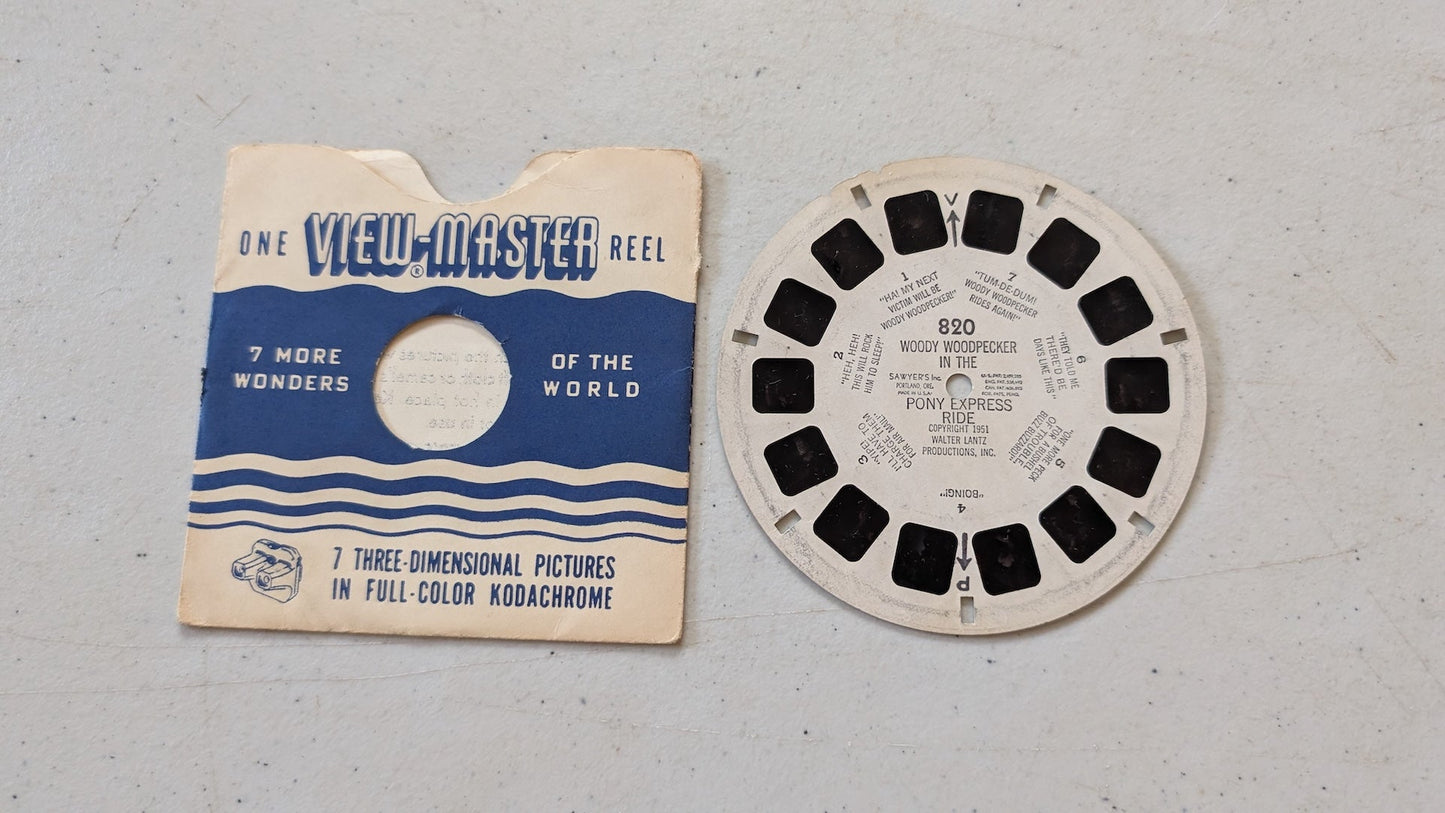 ONE VIEW-MASTER® REEL
7 MORE
WONDERS
OF THE
WORLD
7 THREE-DIMENSIONAL PICTURES
IN FULL-COLOR KODACHROME
V
1
"HA! MY NEXT
VICTIM WILL BE
WOODY WOODPECKER!"
7
"TUM-DE-DUM!
WOODY WOODPECKER
RIDES AGAIN!"
2
"HEH, HEH!
THIS WILL ROCK
HIM TO SLEEP!"
6
"THEY TOLD ME
THERE'D BE
DAYS LIKE THIS"
820
WOODY WOODPECKER
IN THE
SAWYER'S Inc.
PORTLAND, ORE.
MADE IN U.S.A.
PONY EXPRESS
RIDE
COPYRIGHT 1951
WALTER LANTZ
PRODUCTIONS, INC.
3
"YIPE!
I'LL HAVE TO
CHARGE THEM
FOR AIR MAIL!"
5
"ONE MORE PECK
FOR A BUSHEL
OF TROUBLE,
BUZZ BUZZARD!"
4
"BOING!"
P